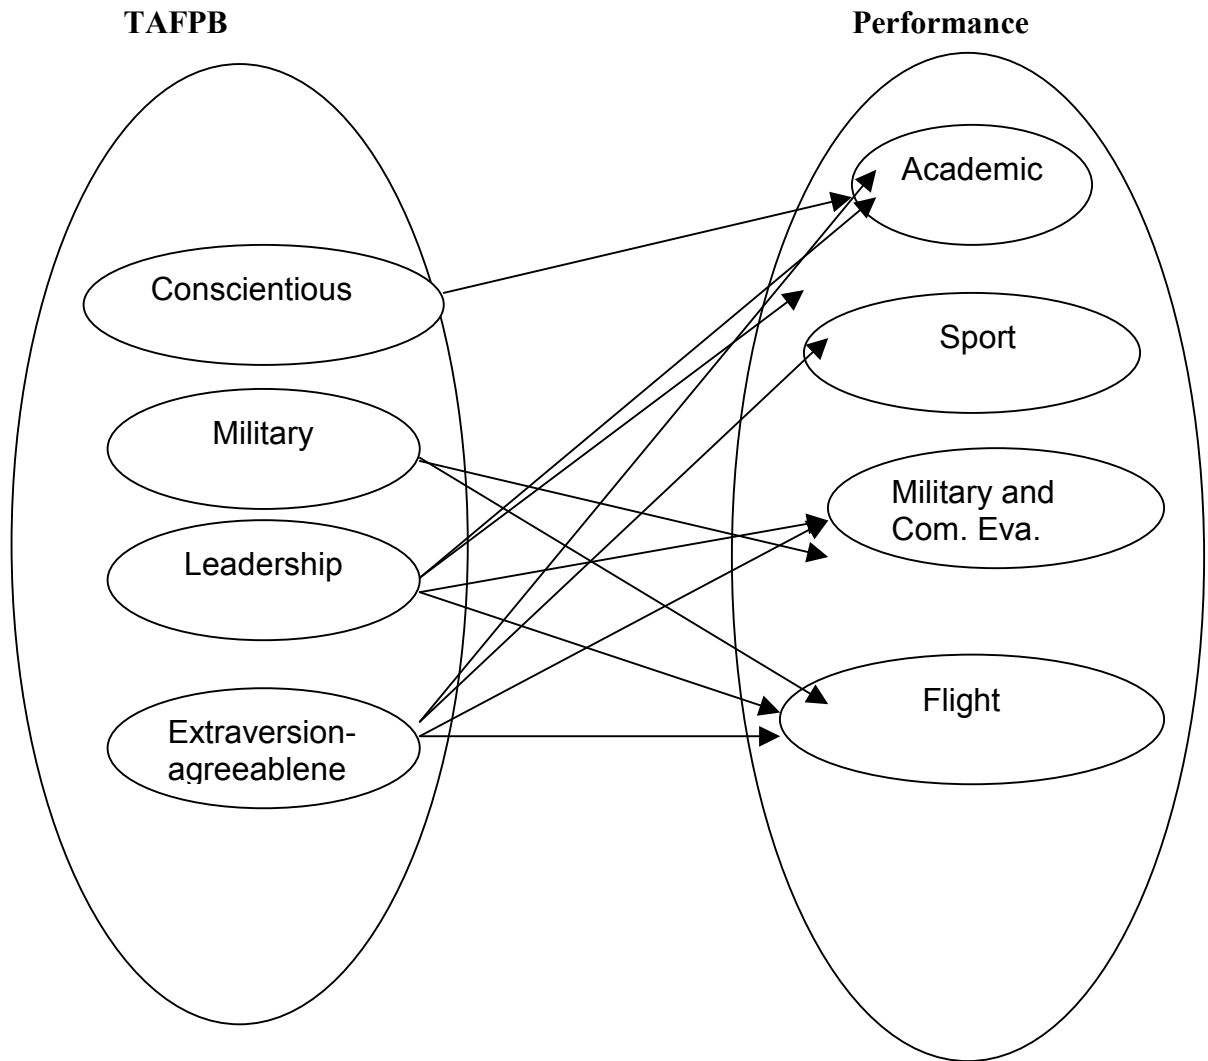 TAFPB
Performance
Conscientious
Military
Leadership
Extraversion-
agreeablene
Academic
Sport
Military and
Com. Eva.
Flight